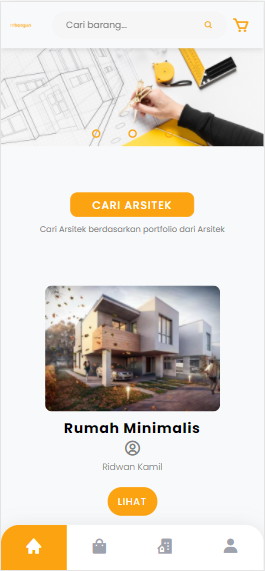 Cari barang...
CARI ARSITEK
Cari Arsitek berdasarkan portfolio dari Arsitek
Rumah Minimalis
Ridwan Kamil
LIHAT